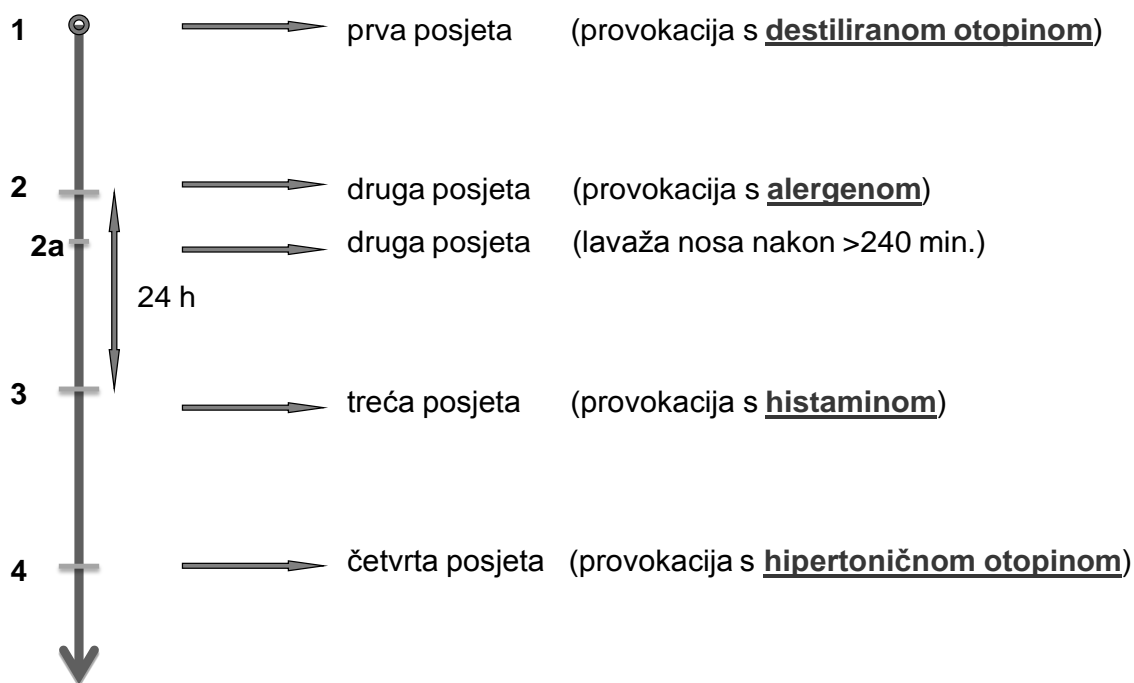 1 prva posjeta (provokacija s destiliranom otopinom)
2 druga posjeta (provokacija s alergenom)
2a druga posjeta (lavaža nosa nakon >240 min.)
24 h
3 treća posjeta (provokacija s histaminom)
4 četvrta posjeta (provokacija s hipertoničnom otopinom)